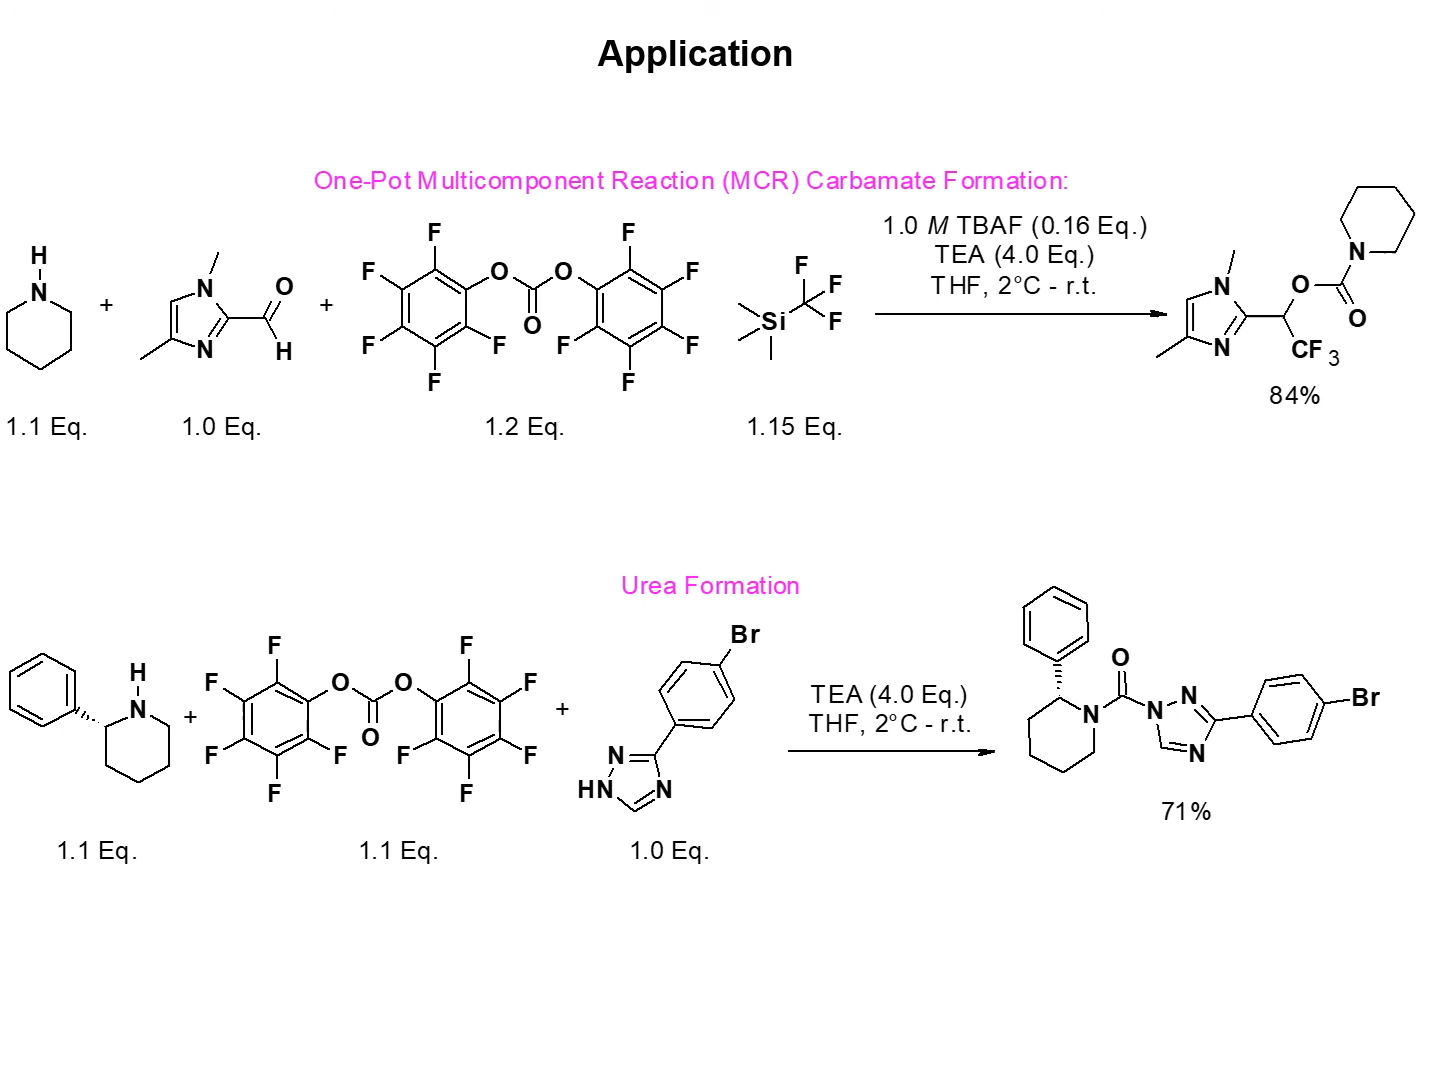 Application
One-Pot Multicomponent Reaction (MCR) Carbamate Formation:
H
N
+
N
N
O
H
+
F
F
F
F
F
O
O
O
F
F
F
F
F
Si
F
F
F
1.0 M TBAF (0.16 Eq.)
TEA (4.0 Eq.)
THF, 2°C - r.t.
N
N
O
N
O
CF3
84%
1.1 Eq.
1.0 Eq.
1.2 Eq.
1.15 Eq.
Urea Formation
H
N
+
F
F
F
F
F
O
O
O
F
F
F
F
F
+
Br
N
HN
N
TEA (4.0 Eq.)
THF, 2°C - r.t.
O
N
N
N
N
Br
71%
1.1 Eq.
1.1 Eq.
1.0 Eq.